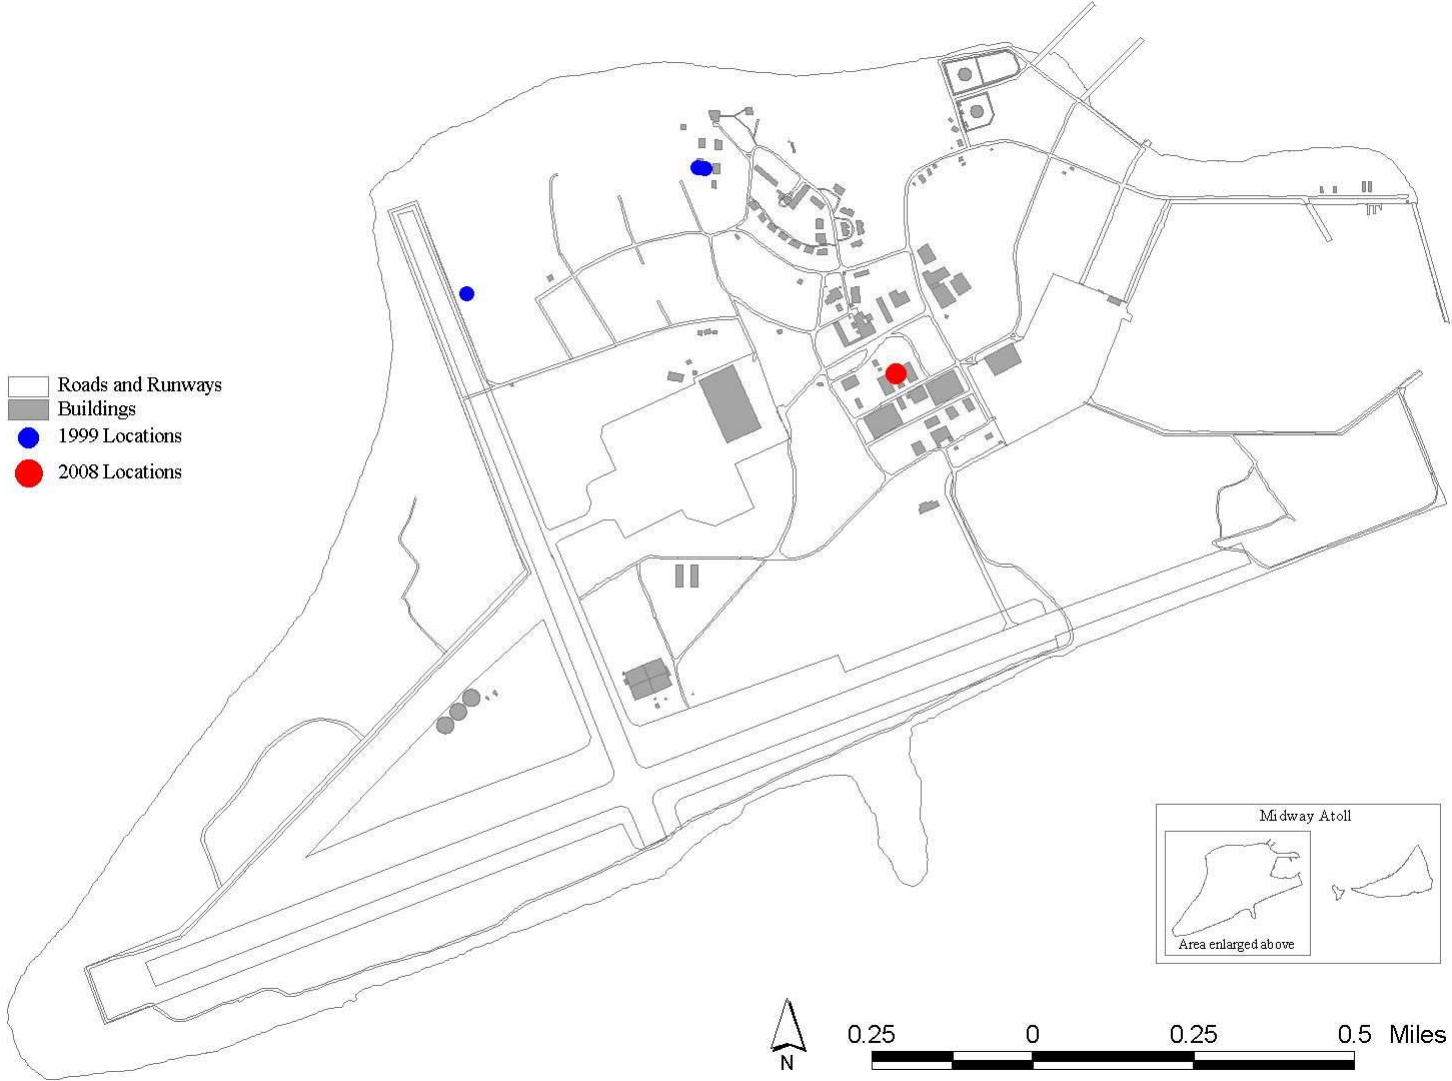 Roads and Runways
Buildings
1999 Locations
2008 Locations
Midway Atoll
Area enlarged above
N
0.25 0 0.25 0.5 Miles